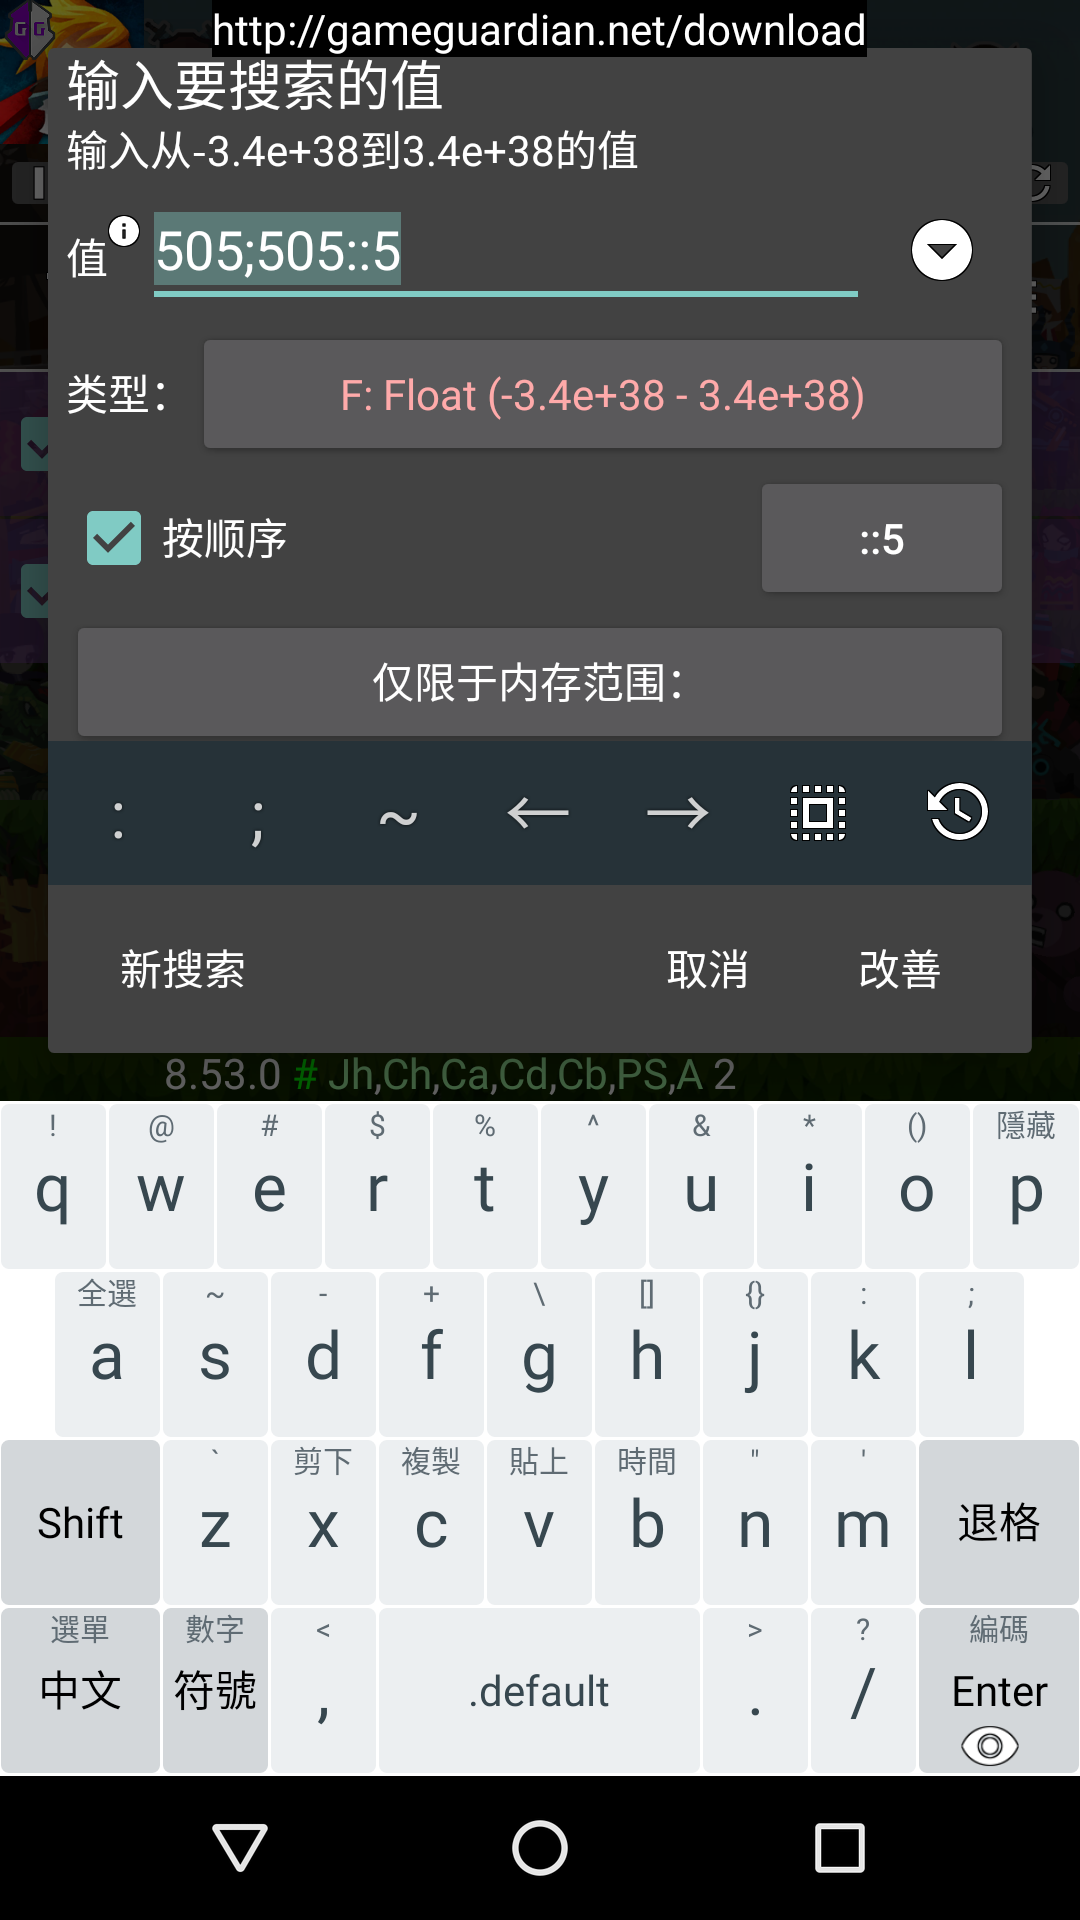 http://gameguardian.net/download
输入要搜索的值
输入从-3.4e+38到3.4e+38的值
值 i 505;505::5
类型： F: Float (-3.4e+38 - 3.4e+38)
按顺序 ::5
仅限于内存范围：
: ; ~ ← →
新搜索 取消 改善
8.53.0 # Jh,Ch,Ca,Cd,Cb,PS,A 2
! @ # $ % ^ & * () 隱藏
q w e r t y u i o p
全選 ~ - + \ [] {} : ;
a s d f g h j k l
` 剪下 複製 貼上 時間 " '
Shift z x c v b n m 退格
選單 數字 < > ? 編碼
中文 符號 , .default . / Enter